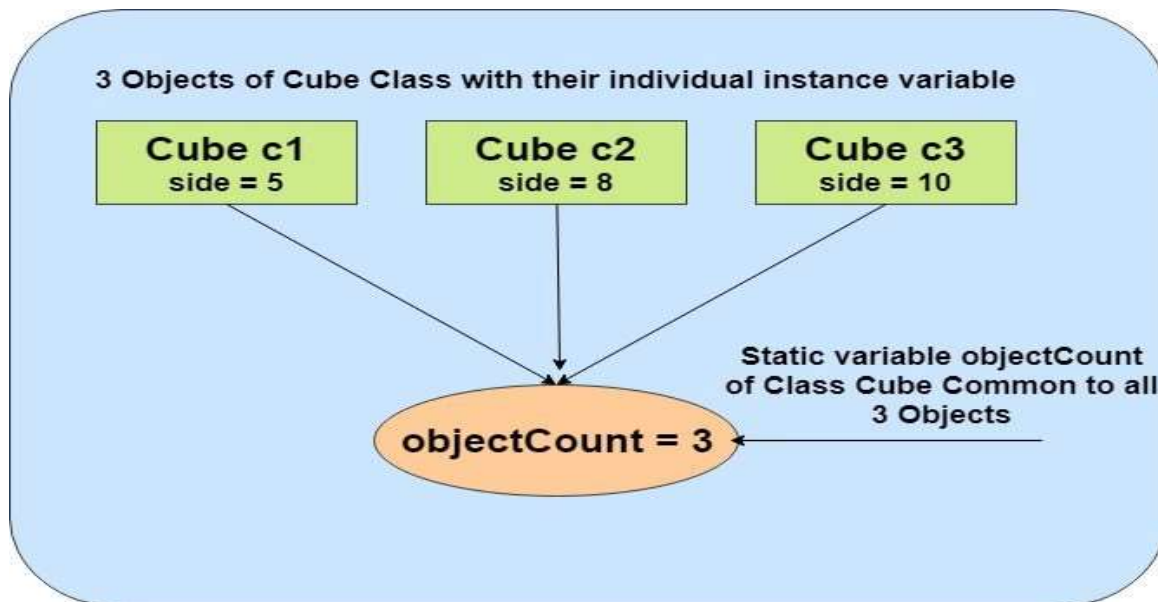 3 Objects of Cube Class with their individual instance variable
Cube c1
side = 5
Cube c2
side = 8
Cube c3
side = 10
Static variable objectCount
of Class Cube Common to all
3 Objects
objectCount = 3